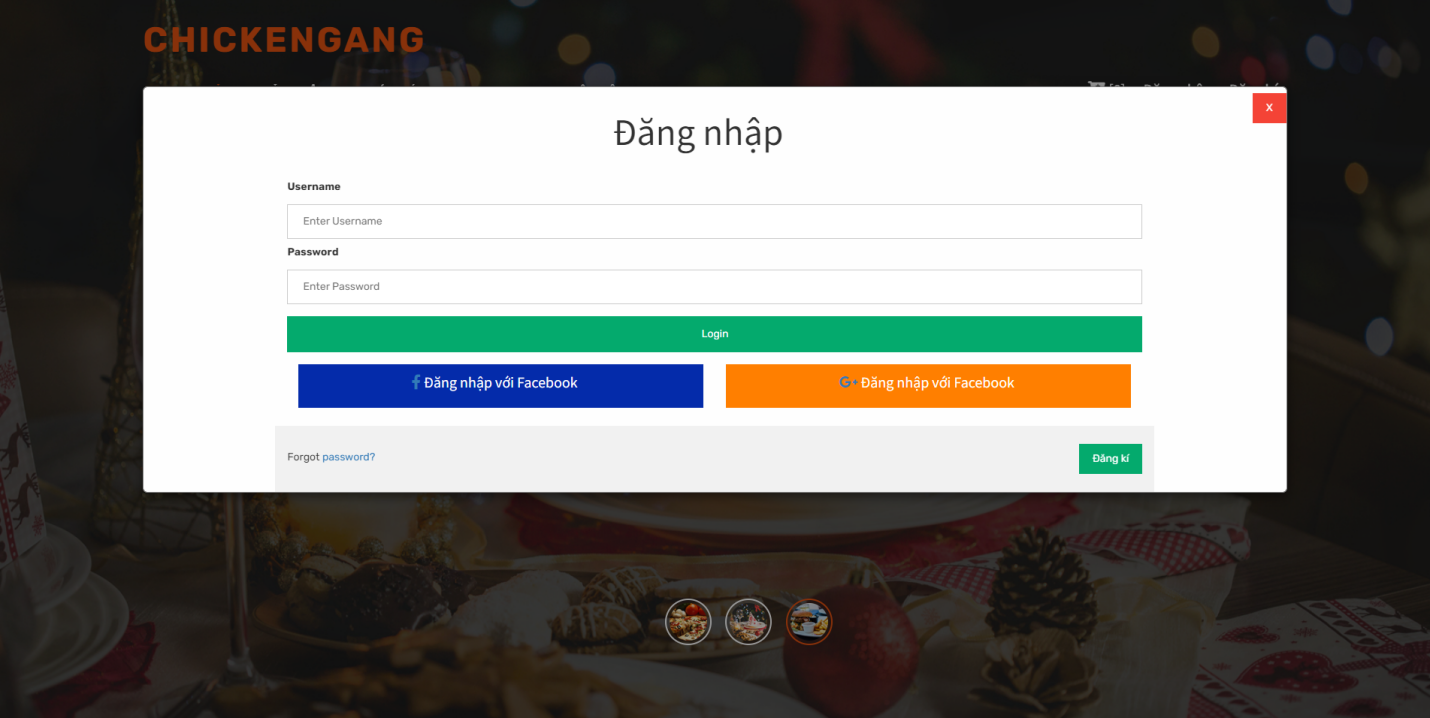 CHICKENGANG
X
Đăng nhập
Username
Enter Username
Password
Enter Password
Login
Đăng nhập với Facebook
G+ Đăng nhập với Facebook
Forgot password?
Đăng kí